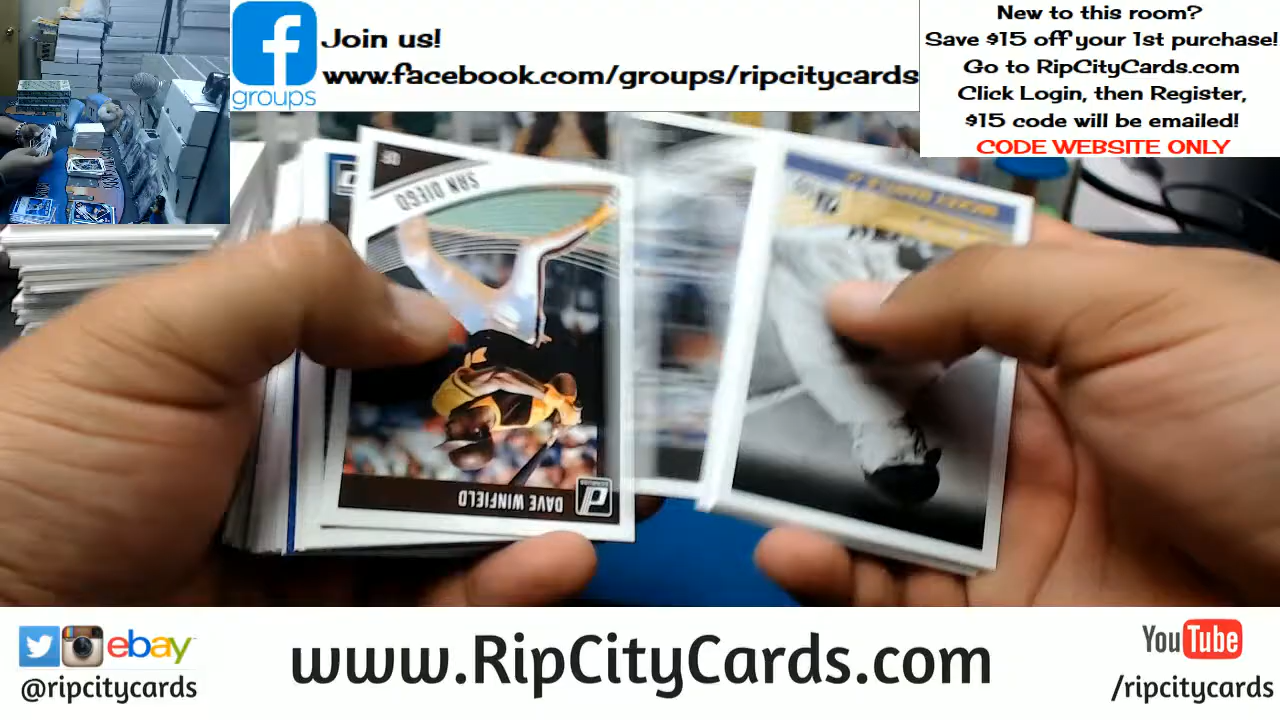 Join us!
www.facebook.com/groups/ripcitycards
groups
New to this room?
Save $15 off your 1st purchase!
Go to RipCityCards.com
Click Login, then Register,
$15 code will be emailed!
CODE WEBSITE ONLY
SAN DIEGO
DAVE WINFIELD
ebay
@ripcitycards
www.RipCityCards.com
YouTube
/ripcitycards